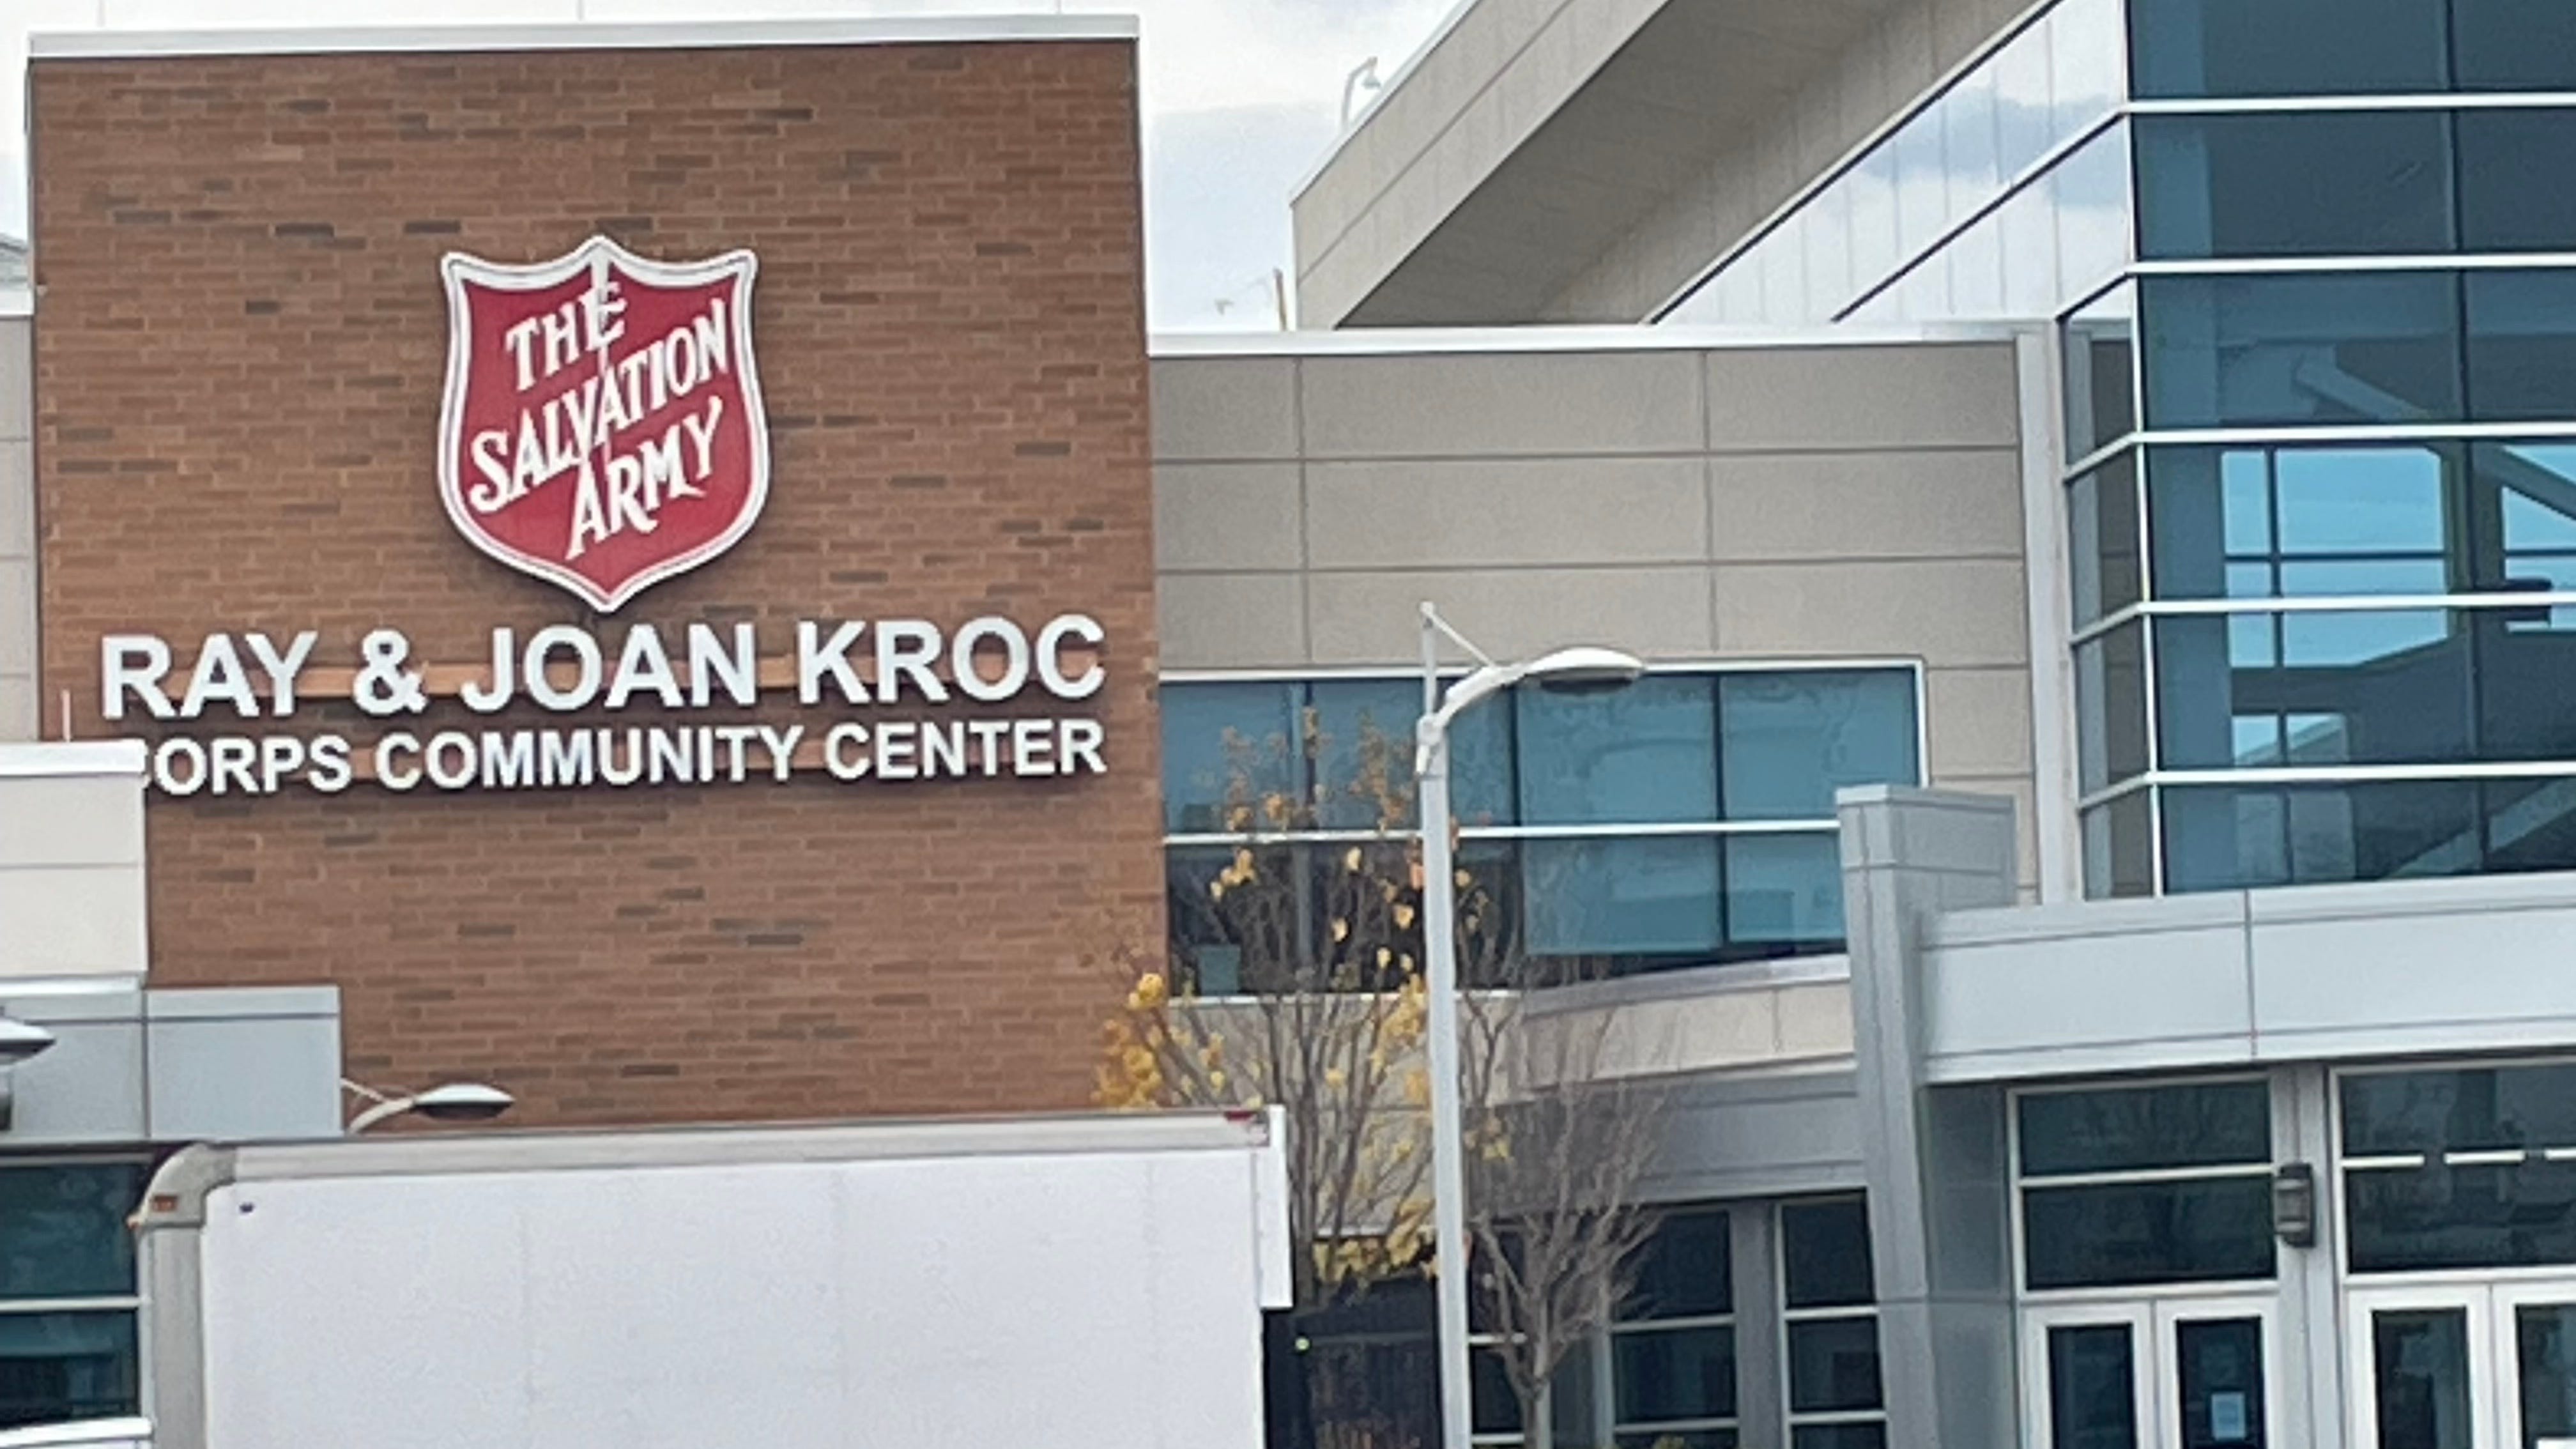 THE
SALVATION
ARMY
RAY & JOAN KROC
CORPS COMMUNITY CENTER